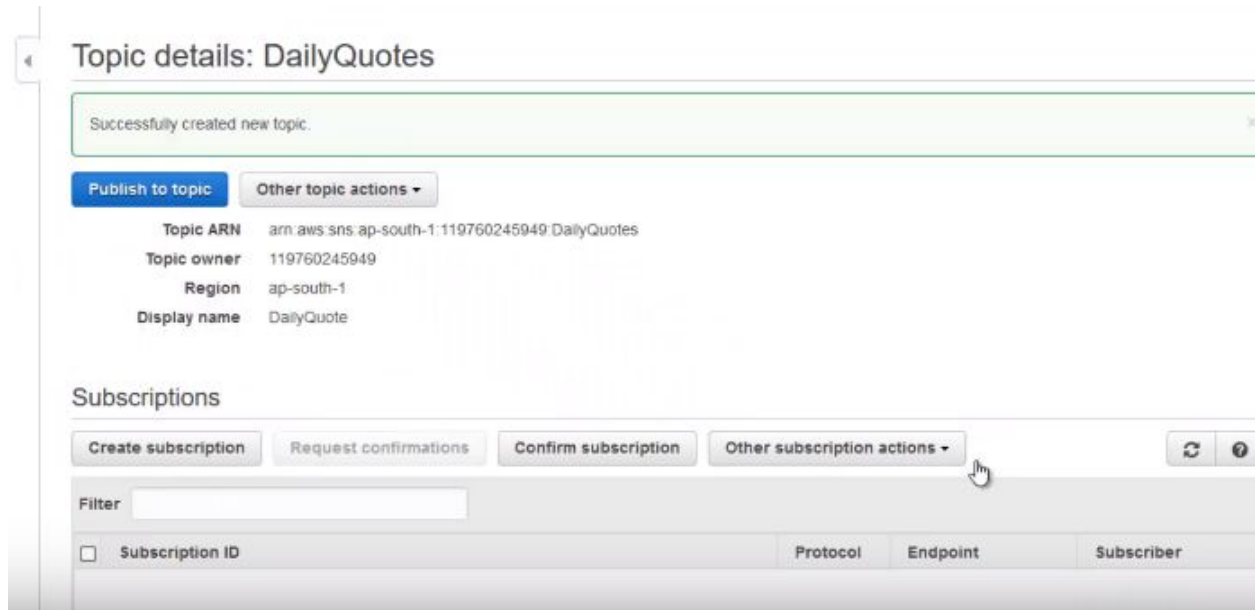 Topic details: DailyQuotes
Successfully created new topic.
Publish to topic Other topic actions
Topic ARN arn:aws:sns:ap-south-1:119760245949:DailyQuotes
Topic owner 119760245949
Region ap-south-1
Display name DailyQuote
Subscriptions
Create subscription Request confirmations Confirm subscription Other subscription actions
Filter
Subscription ID Protocol Endpoint Subscriber